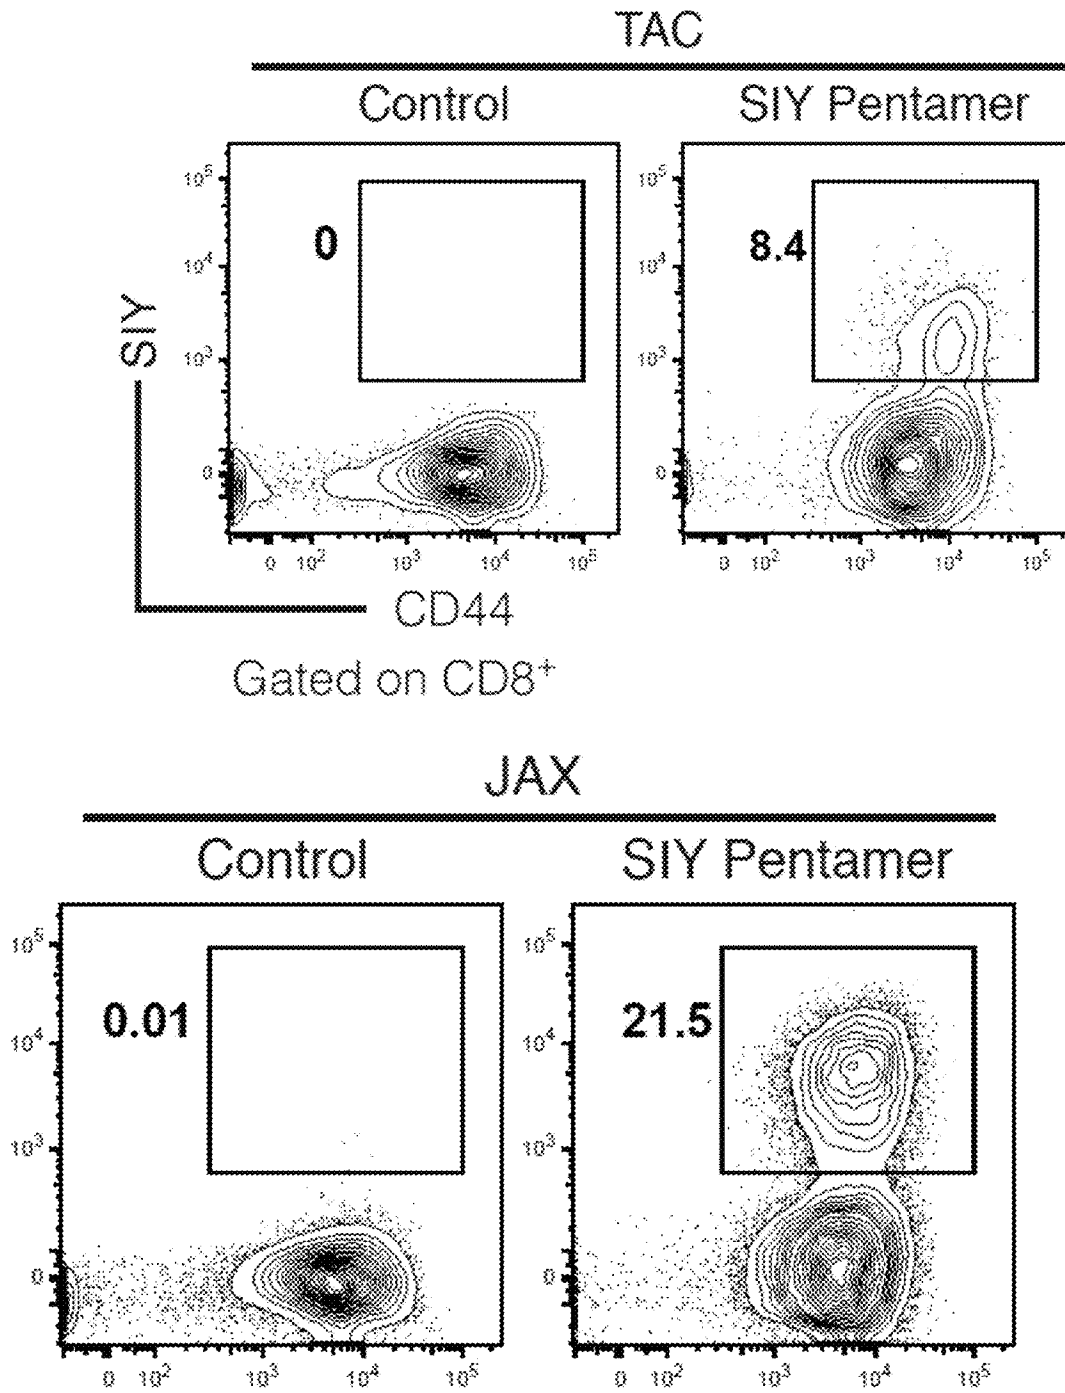 TAC
Control SIY Pentamer
10⁵ 10⁵
0 8.4
10⁴ 10⁴
SIY
10³ 10³
0 0
0 10² 10³ 10⁴ 10⁵ 0 10² 10³ 10⁴ 10⁵
CD44
Gated on CD8⁺
JAX
Control SIY Pentamer
10⁵ 10⁵
0.01 21.5
10⁴ 10⁴
10³ 10³
0 0
0 10² 10³ 10⁴ 10⁵ 0 10² 10³ 10⁴ 10⁵